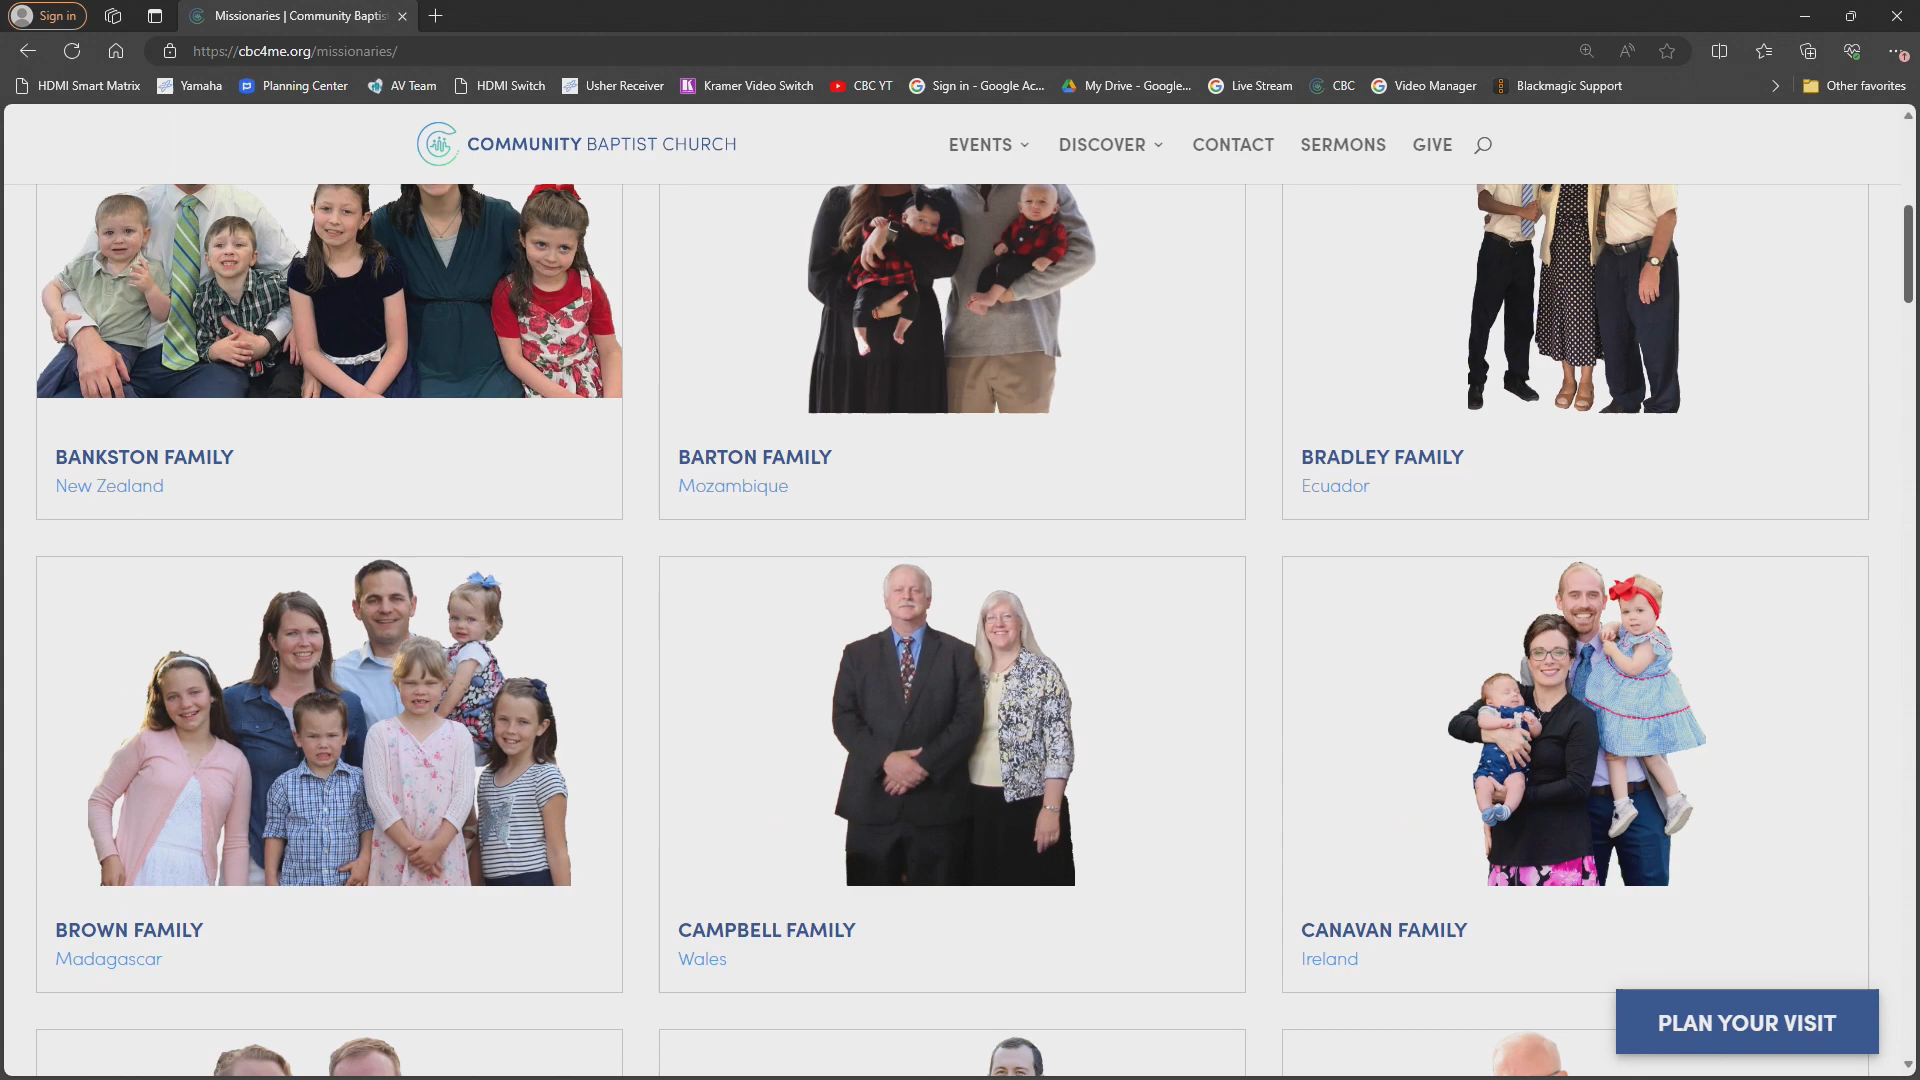 Sign in
Missionaries | Community Baptis
https://cbc4me.org/missionaries/
HDMI Smart Matrix
Yamaha
Planning Center
AV Team
HDMI Switch
Usher Receiver
Kramer Video Switch
CBC YT
Sign in - Google Ac...
My Drive - Google...
Live Stream
CBC
Video Manager
Blackmagic Support
Other favorites
COMMUNITY BAPTIST CHURCH
EVENTS
DISCOVER
CONTACT
SERMONS
GIVE
BANKSTON FAMILY
New Zealand
BARTON FAMILY
Mozambique
BRADLEY FAMILY
Ecuador
BROWN FAMILY
Madagascar
CAMPBELL FAMILY
Wales
CANAVAN FAMILY
Ireland
PLAN YOUR VISIT